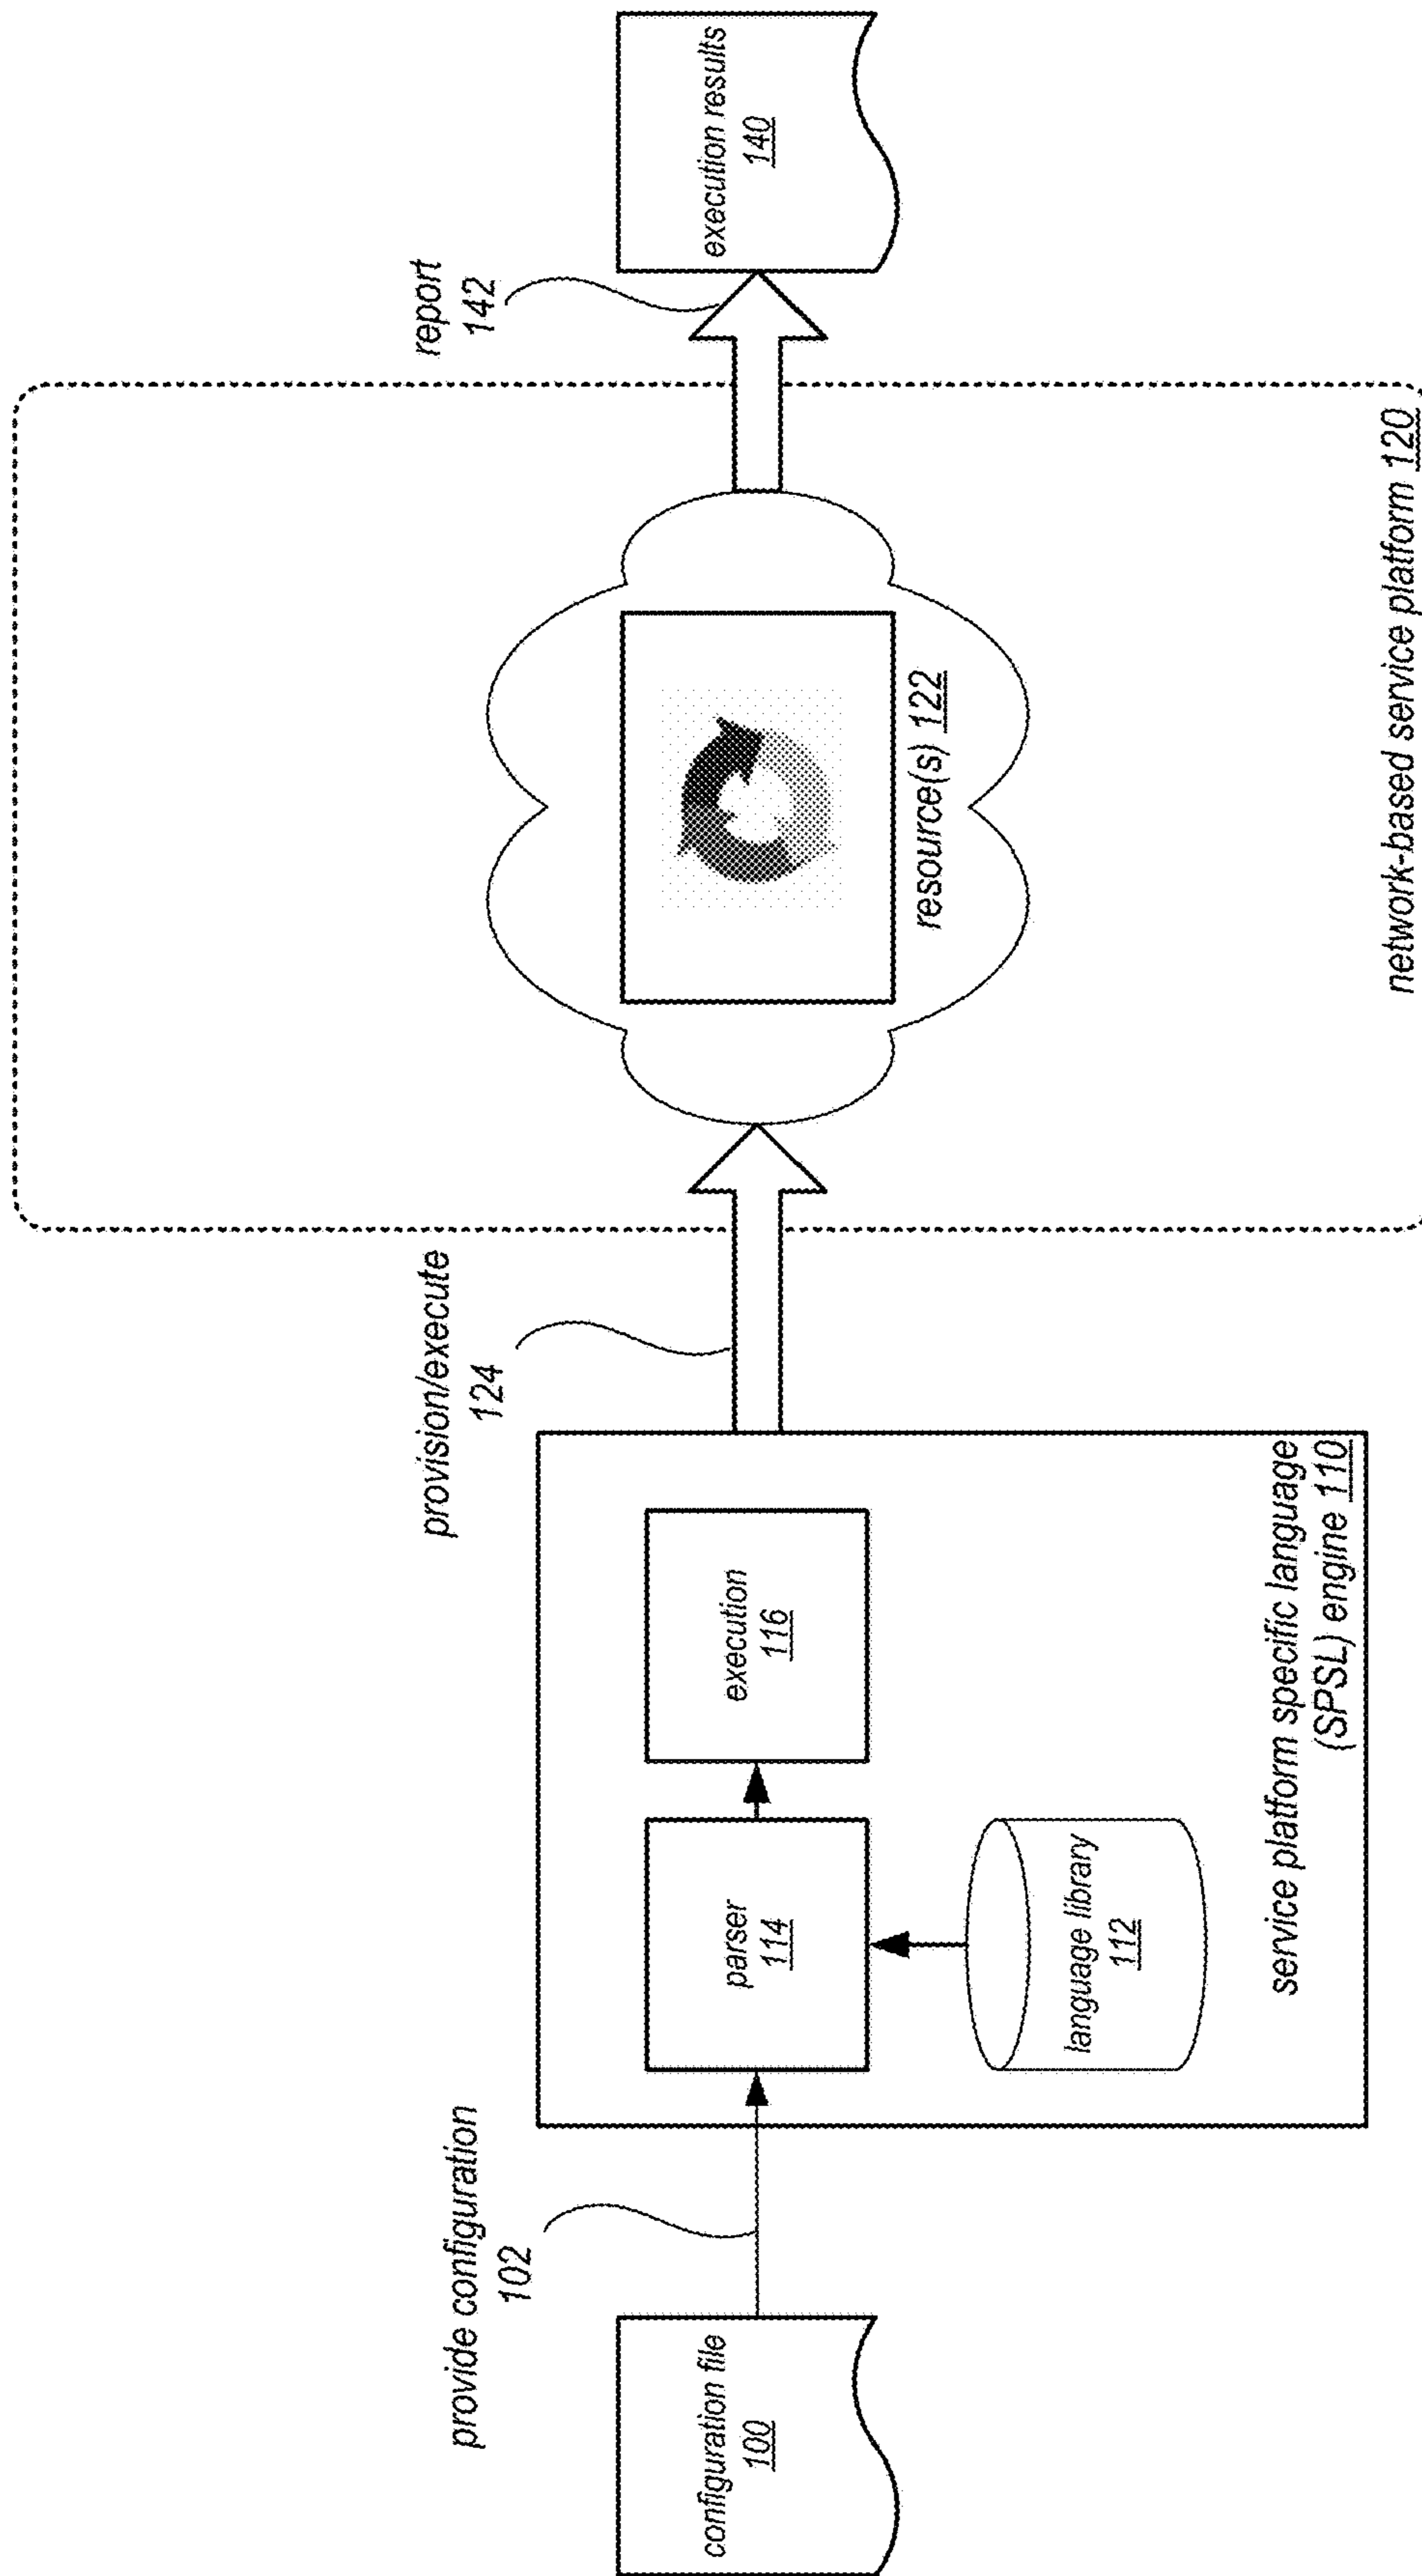 provide configuration
102
configuration file
100
parser
114
execution
116
language library
112
service platform specific language
(SPSL) engine 110
provision/execute
124
resource(s) 122
network-based service platform 120
report
142
execution results
140